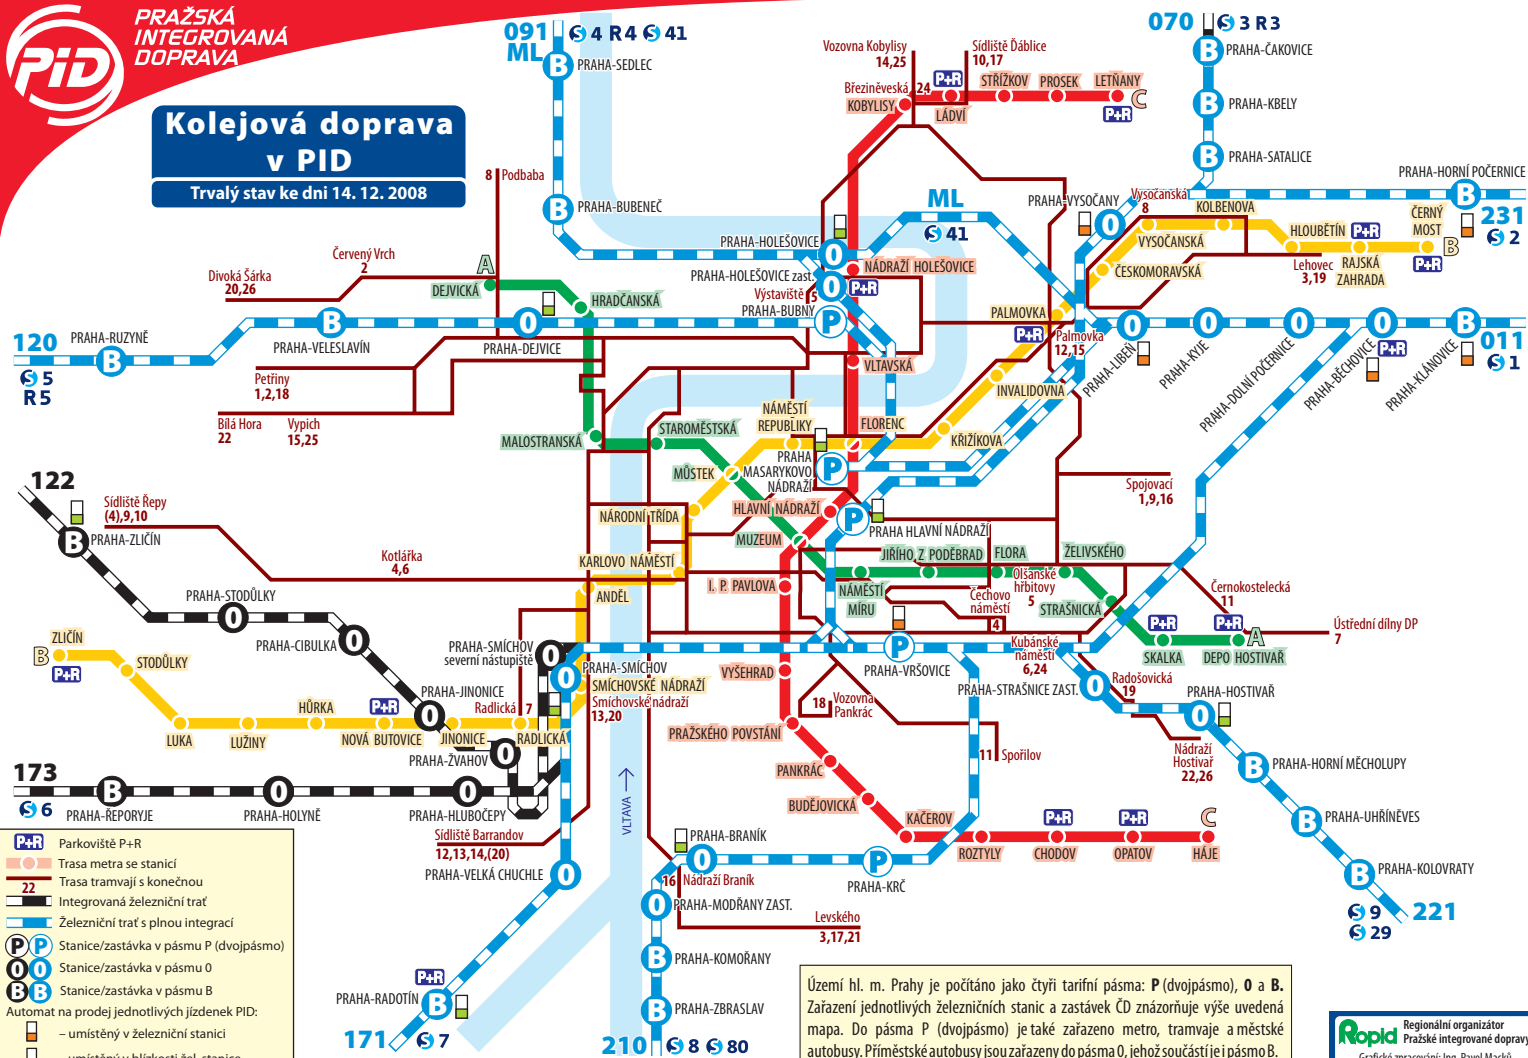 PRAŽSKÁ
INTEGROVANÁ
DOPRAVA
PID
Kolejová doprava
v PID
Trvalý stav ke dni 14. 12. 2008
091
ML
S 4 R4 S 41
PRAHA-SEDLEC
070
S 3 R3
PRAHA-ČAKOVICE
Vozovna Kobylisy
14,25
Sídliště Ďáblice
10,17
Březiněveská 24
KOBYLISY
P+R
LÁDVÍ
STŘÍŽKOV
PROSEK
LETŇANY
P+R
C
PRAHA-KBELY
PRAHA-SATALICE
PRAHA-HORNÍ POČERNICE
231
S 2
8 Podbaba
PRAHA-BUBENEČ
ML
S 41
PRAHA-VYSOČANY
Vysočanská
8
KOLBENOVA
VYSOČANSKÁ
HLOUBĚTÍN
P+R
RAJSKÁ
ZAHRADA
ČERNÝ
MOST
P+R
B
Lehovec
3,19
ČESKOMORAVSKÁ
PRAHA-HOLEŠOVICE
NÁDRAŽÍ HOLEŠOVICE
PRAHA-HOLEŠOVICE zast.
P+R
Výstaviště
5
PRAHA-BUBNY
Červený Vrch
2
Divoká Šárka
20,26
A
DEJVICKÁ
HRADČANSKÁ
120
S 5
R 5
PRAHA-RUZYNĚ
PRAHA-VELESLAVÍN
PRAHA-DEJVICE
Petřiny
1,2,18
Bílá Hora
22
Vypich
15,25
PALMOVKA
P+R
Palmovka
12,15
PRAHA-LIBEŇ
PRAHA-KYJE
PRAHA-DOLNÍ POČERNICE
PRAHA-BĚCHOVICE
P+R
PRAHA-KLÁNOVICE
011
S 1
VLTAVSKÁ
INVALIDOVNA
KŘIŽÍKOVA
FLORENC
NÁMĚSTÍ
REPUBLIKY
PRAHA
MASARYKOVO
NÁDRAŽÍ
MALOSTRANSKÁ
STAROMĚSTSKÁ
MŮSTEK
NÁRODNÍ TŘÍDA
HLAVNÍ NÁDRAŽÍ
PRAHA HLAVNÍ NÁDRAŽÍ
MUZEUM
Spojovací
1,9,16
122
Sídliště Řepy
(4),9,10
PRAHA-ZLIČÍN
Kotlářka
4,6
KARLOVO NÁMĚSTÍ
ANDĚL
I. P. PAVLOVA
NÁMĚSTÍ
MÍRU
JIŘÍHO Z PODĚBRAD
FLORA
ŽELIVSKÉHO
Olšanské
hřbitovy
5
Čechovo
náměstí
4
STRAŠNICKÁ
Černokostelecká
11
P+R
SKALKA
P+R
DEPO HOSTIVAŘ
A
Ústřední dílny DP
7
PRAHA-STODŮLKY
PRAHA-CIBULKA
ZLIČÍN
B
P+R
STODŮLKY
LUKA
LUŽINY
HŮRKA
P+R
NOVÁ BUTOVICE
JINONICE
RADLICKÁ
PRAHA-JINONICE
Radlická 7
PRAHA-ŽVAHOV
PRAHA-SMÍCHOV
severní nástupiště
PRAHA-SMÍCHOV
SMÍCHOVSKÉ NÁDRAŽÍ
Smíchovské nádraží
13,20
VYŠEHRAD
PRAHA-VRŠOVICE
Kubánské
náměstí
6,24
PRAHA-STRAŠNICE ZAST.
Radošovická
19
PRAHA-HOSTIVAŘ
Nádraží
Hostivař
22,26
18 Vozovna
Pankrác
PRAŽSKÉHO POVSTÁNÍ
PANKRÁC
BUDĚJOVICKÁ
11 Spořilov
KAČEROV
ROZTYLY
P+R
CHODOV
P+R
OPATOV
C
HÁJE
PRAHA-HORNÍ MĚCHOLUPY
PRAHA-UHŘÍNĚVES
PRAHA-KOLOVRATY
S 9
S 29
221
173
S 6
PRAHA-ŘEPORYJE
PRAHA-HOLYNĚ
PRAHA-HLUBOČEPY
Sídliště Barrandov
12,13,14,(20)
PRAHA-VELKÁ CHUCHLE
VLTAVA
PRAHA-BRANÍK
16 Nádraží Braník
PRAHA-KRČ
PRAHA-MODŘANY ZAST.
Levského
3,17,21
PRAHA-KOMOŘANY
PRAHA-ZBRASLAV
210
S 8 S 80
P+R
PRAHA-RADOTÍN
171
S 7
P+R Parkoviště P+R
Trasa metra se stanicí
22 Trasa tramvají s konečnou
Integrovaná železniční trať
Železniční trať s plnou integrací
P P Stanice/zastávka v pásmu P (dvojpásmo)
0 0 Stanice/zastávka v pásmu 0
B B Stanice/zastávka v pásmu B
Automat na prodej jednotlivých jízdenek PID:
– umístěný v železniční stanici
– umístěný v blízkosti žel. stanice
Území hl. m. Prahy je počítáno jako čtyři tarifní pásma: P (dvojpásmo), 0 a B.
Zařazení jednotlivých železničních stanic a zastávek ČD znázorňuje výše uvedená
mapa. Do pásma P (dvojpásmo) je také zařazeno metro, tramvaje a městské
autobusy. Příměstské autobusy jsou zařazeny do pásma 0, jehož součástí je i pásmo B.
Ropid
Regionální organizátor
Pražské integrované dopravy
Grafické zpracování: Ing. Pavel Macků